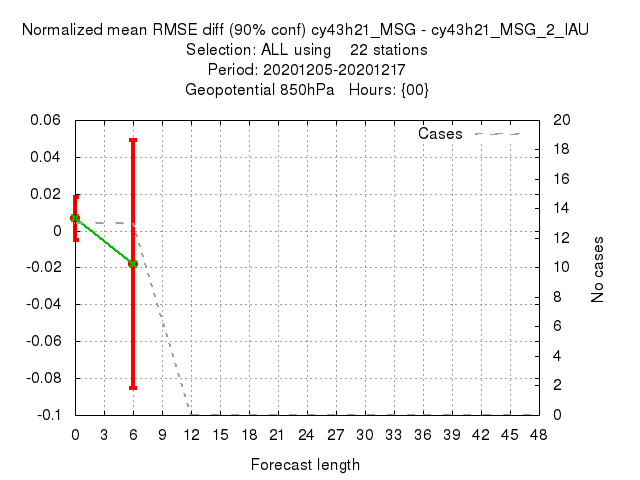 Normalized mean RMSE diff (90% conf) cy43h21_MSG - cy43h21_MSG_2_IAU
Selection: ALL using 22 stations
Period: 20201205-20201217
Geopotential 850hPa Hours: {00}
Cases
0.06
0.04
0.02
0
-0.02
-0.04
-0.06
-0.08
-0.1
20
18
16
14
12
10
8
6
4
2
0
No cases
0 3 6 9 12 15 18 21 24 27 30 33 36 39 42 45 48
Forecast length